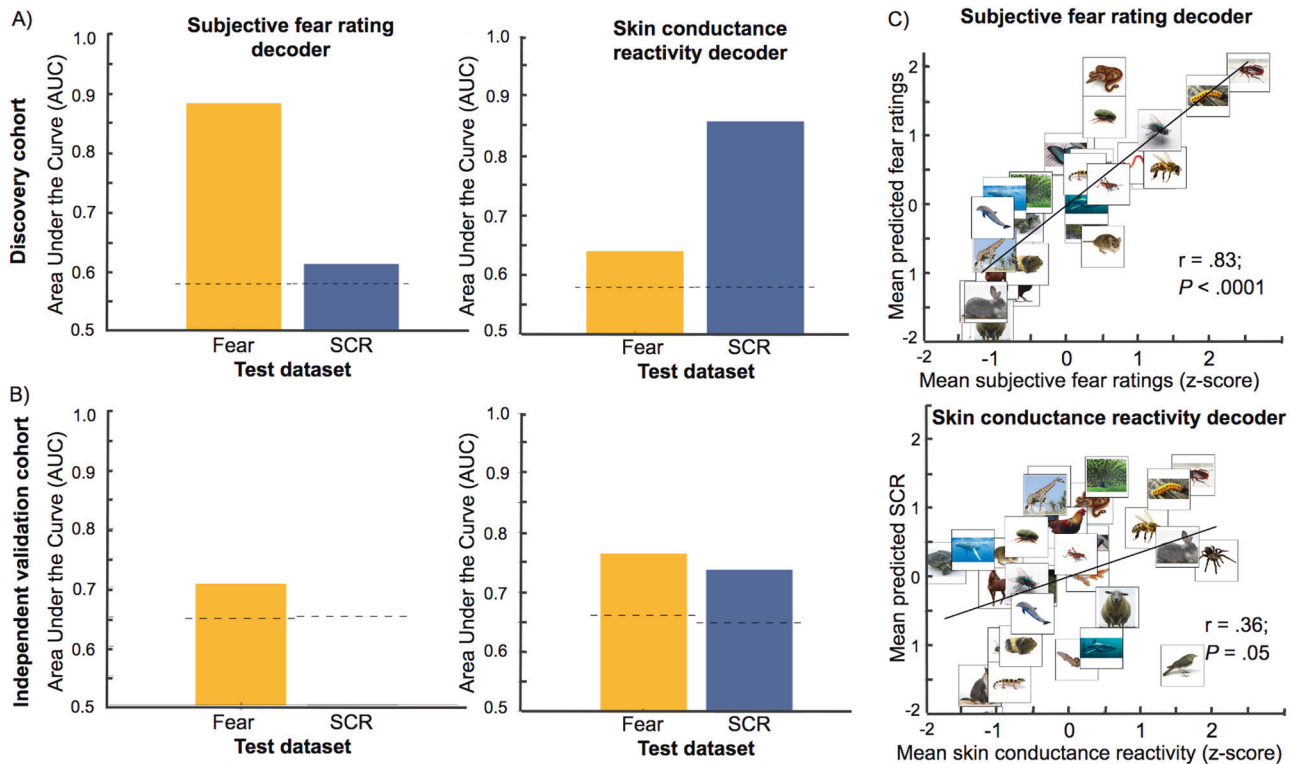 A)
Discovery cohort
Subjective fear rating
decoder
Area Under the Curve (AUC)
1.0
0.9
0.8
0.7
0.6
0.5
Fear
SCR
Test dataset
Skin conductance
reactivity decoder
Area Under the Curve (AUC)
1.0
0.9
0.8
0.7
0.6
0.5
Fear
SCR
Test dataset
B)
Independent validation cohort
Area Under the Curve (AUC)
1.0
0.9
0.8
0.7
0.6
0.5
Fear
SCR
Test dataset
Area Under the Curve (AUC)
1.0
0.9
0.8
0.7
0.6
0.5
Fear
SCR
Test dataset
C)
Subjective fear rating decoder
Mean predicted fear ratings
2
1
0
1
-2
r = .83;
P < .0001
-2
-1
0
1
2
Mean subjective fear ratings (z-score)
Skin conductance reactivity decoder
Mean predicted SCR
2
1
0
1
-2
r = .36;
P = .05
-2
-1
0
1
2
Mean skin conductance reactivity (z-score)